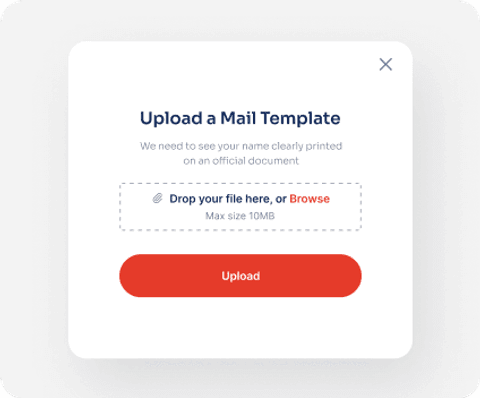 Upload a Mail Template
We need to see your name clearly printed
on an official document
Drop your file here, or Browse
Max size 10MB
Upload